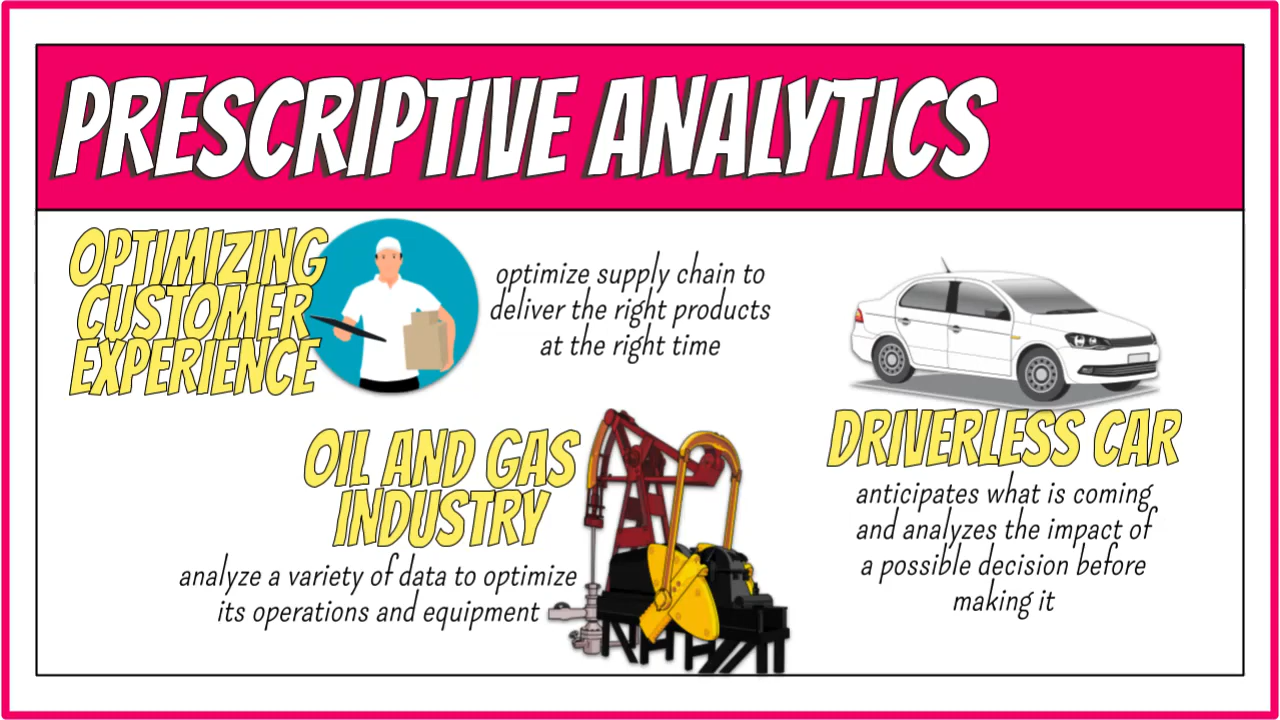 PRESCRIPTIVE ANALYTICS
OPTIMIZING
CUSTOMER
EXPERIENCE
optimize supply chain to
deliver the right products
at the right time
OIL AND GAS
INDUSTRY
analyze a variety of data to optimize
its operations and equipment
DRIVERLESS CAR
anticipates what is coming
and analyzes the impact of
a possible decision before
making it